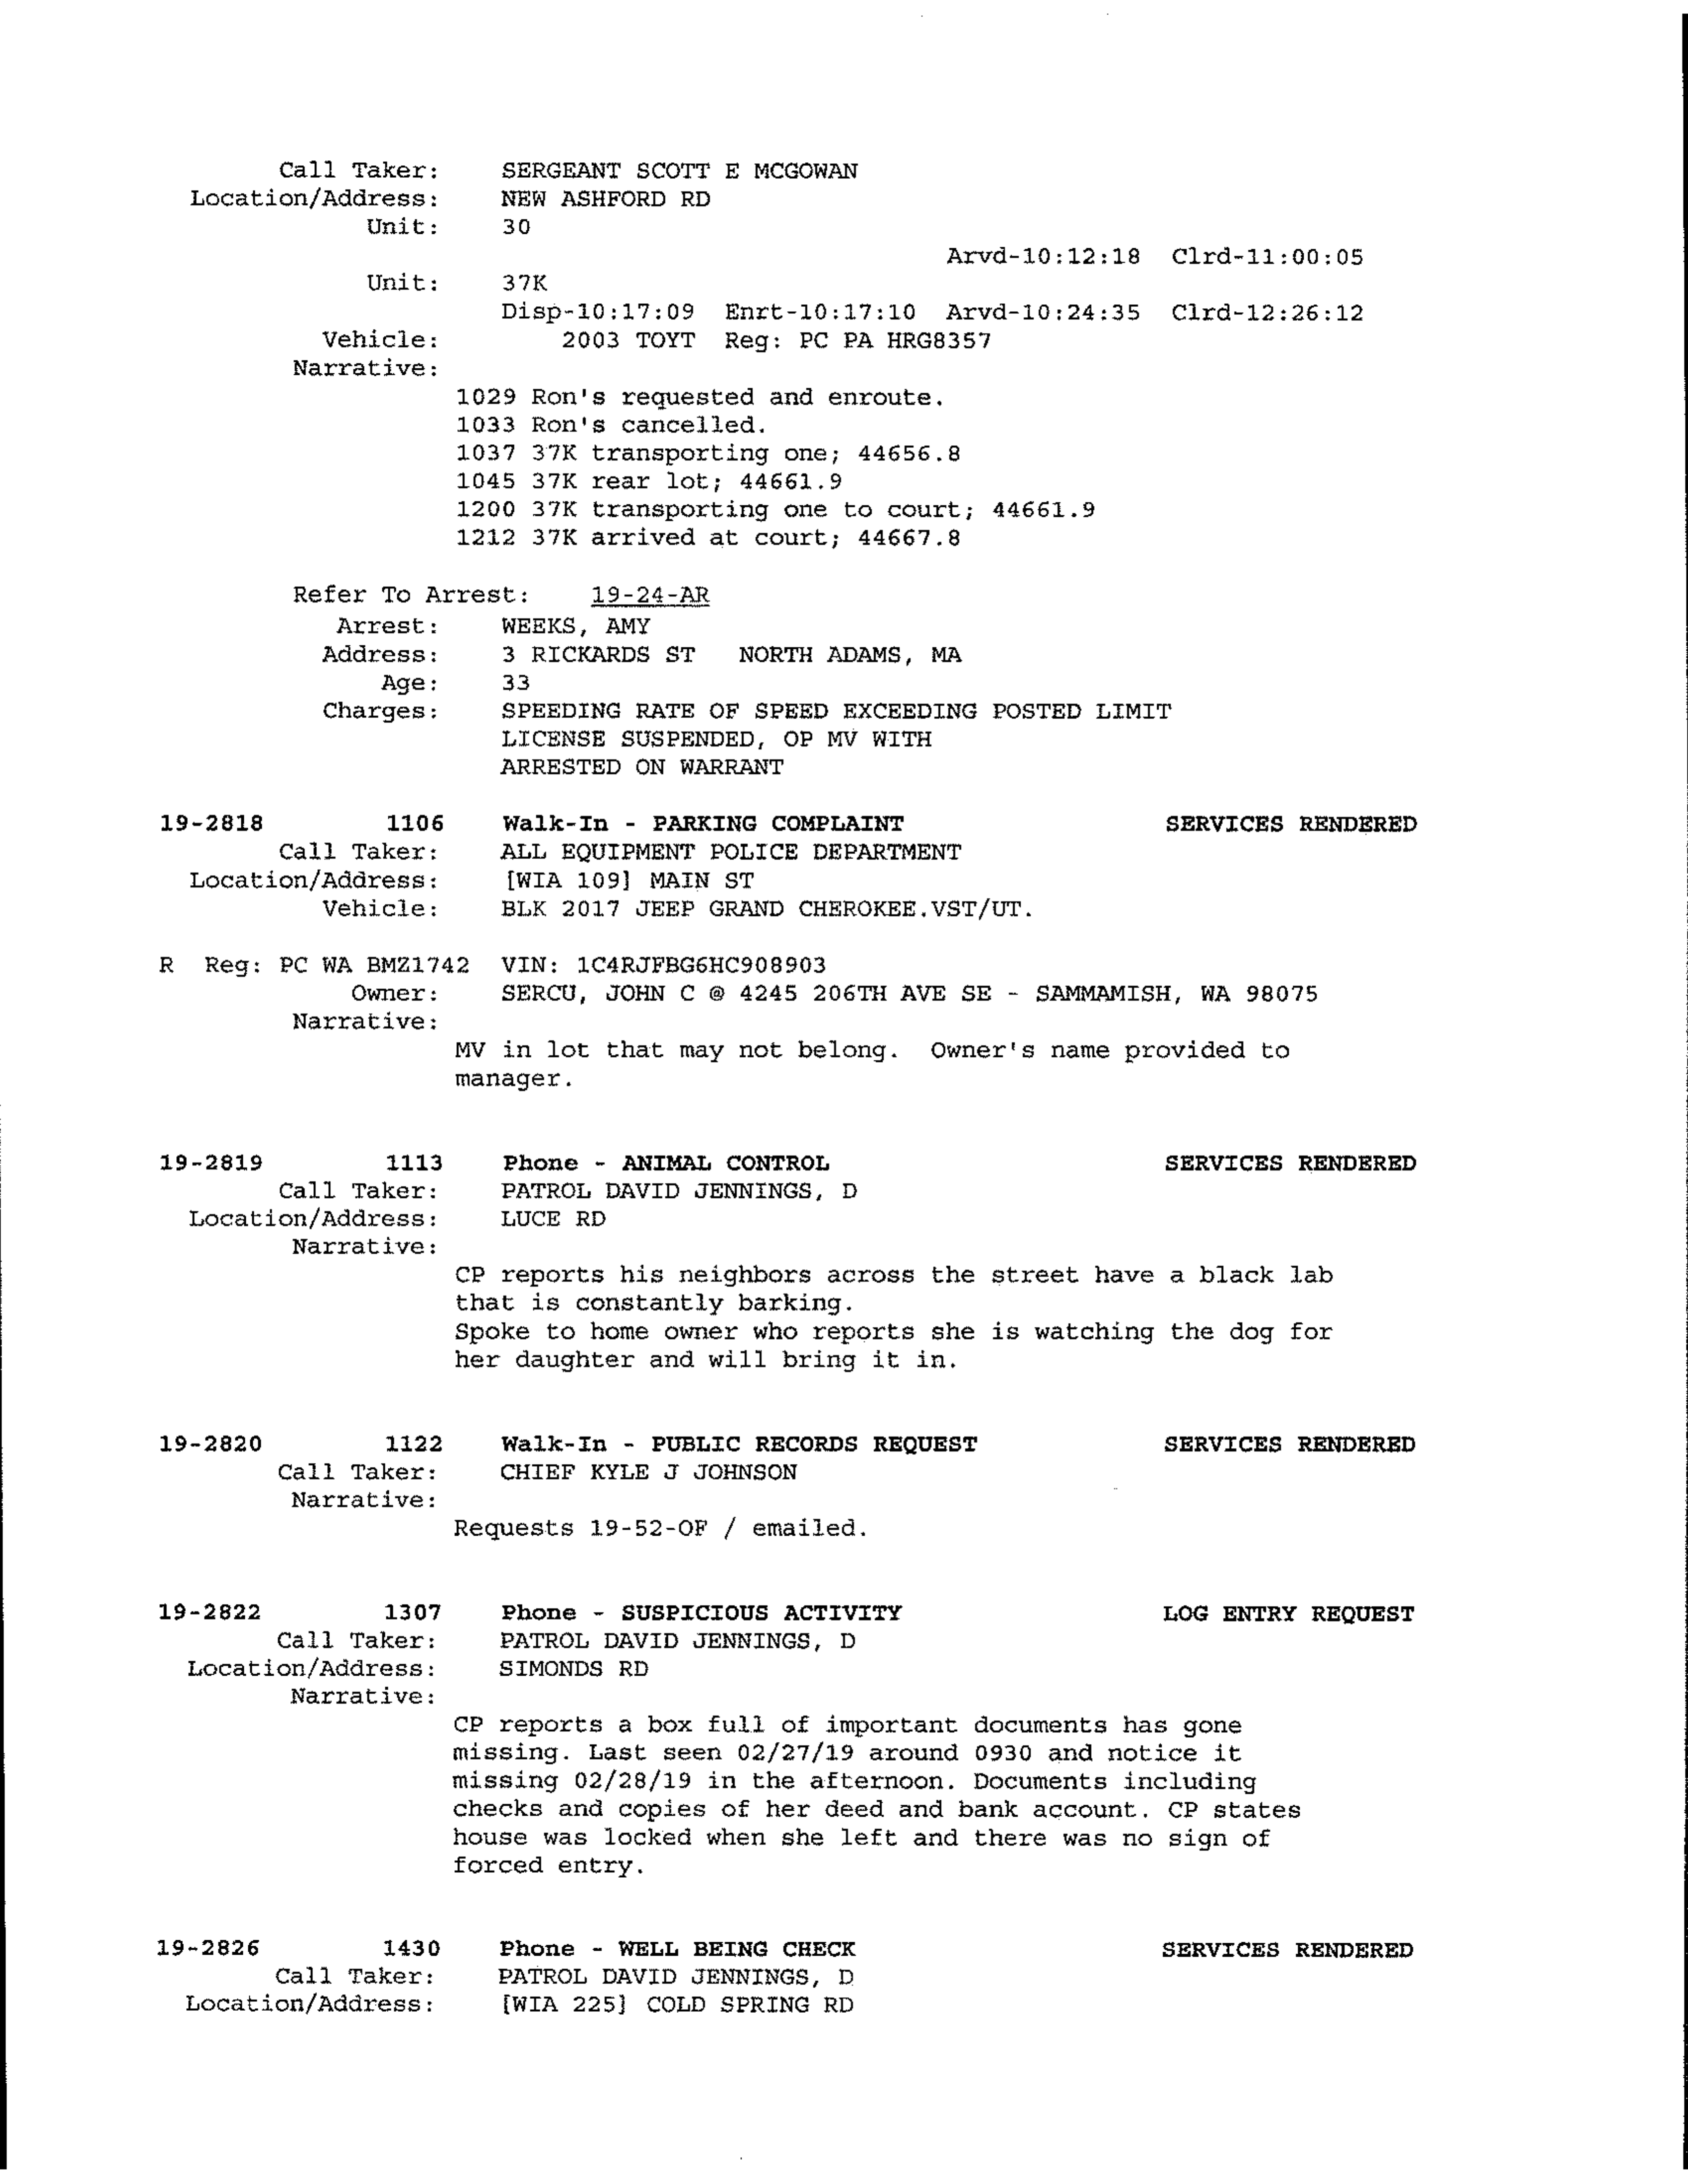 Call Taker: SERGEANT SCOTT E MCGOWAN
Location/Address: NEW ASHFORD RD
Unit: 30
Arvd-10:12:18 Clrd-11:00:05
Unit: 37K
Disp-10:17:09 Enrt-10:17:10 Arvd-10:24:35 Clrd-12:26:12
Vehicle: 2003 TOYT Reg: PC PA HRG8357
Narrative:
1029 Ron's requested and enroute.
1033 Ron's cancelled.
1037 37K transporting one; 44656.8
1045 37K rear lot; 44661.9
1200 37K transporting one to court; 44661.9
1212 37K arrived at court; 44667.8
Refer To Arrest: 19-24-AR
Arrest: WEEKS, AMY
Address: 3 RICKARDS ST NORTH ADAMS, MA
Age: 33
Charges: SPEEDING RATE OF SPEED EXCEEDING POSTED LIMIT
LICENSE SUSPENDED, OP MV WITH
ARRESTED ON WARRANT
19-2818 1106 Walk-In - PARKING COMPLAINT SERVICES RENDERED
Call Taker: ALL EQUIPMENT POLICE DEPARTMENT
Location/Address: [WIA 109] MAIN ST
Vehicle: BLK 2017 JEEP GRAND CHEROKEE.VST/UT.
R Reg: PC WA BMZ1742 VIN: 1C4RJFBG6HC908903
Owner: SERCU, JOHN C @ 4245 206TH AVE SE - SAMMAMISH, WA 98075
Narrative:
MV in lot that may not belong. Owner's name provided to
manager.
19-2819 1113 Phone - ANIMAL CONTROL SERVICES RENDERED
Call Taker: PATROL DAVID JENNINGS, D
Location/Address: LUCE RD
Narrative:
CP reports his neighbors across the street have a black lab
that is constantly barking.
Spoke to home owner who reports she is watching the dog for
her daughter and will bring it in.
19-2820 1122 Walk-In - PUBLIC RECORDS REQUEST SERVICES RENDERED
Call Taker: CHIEF KYLE J JOHNSON
Narrative:
Requests 19-52-OF / emailed.
19-2822 1307 Phone - SUSPICIOUS ACTIVITY LOG ENTRY REQUEST
Call Taker: PATROL DAVID JENNINGS, D
Location/Address: SIMONDS RD
Narrative:
CP reports a box full of important documents has gone
missing. Last seen 02/27/19 around 0930 and notice it
missing 02/28/19 in the afternoon. Documents including
checks and copies of her deed and bank account. CP states
house was locked when she left and there was no sign of
forced entry.
19-2826 1430 Phone - WELL BEING CHECK SERVICES RENDERED
Call Taker: PATROL DAVID JENNINGS, D
Location/Address: [WIA 225] COLD SPRING RD